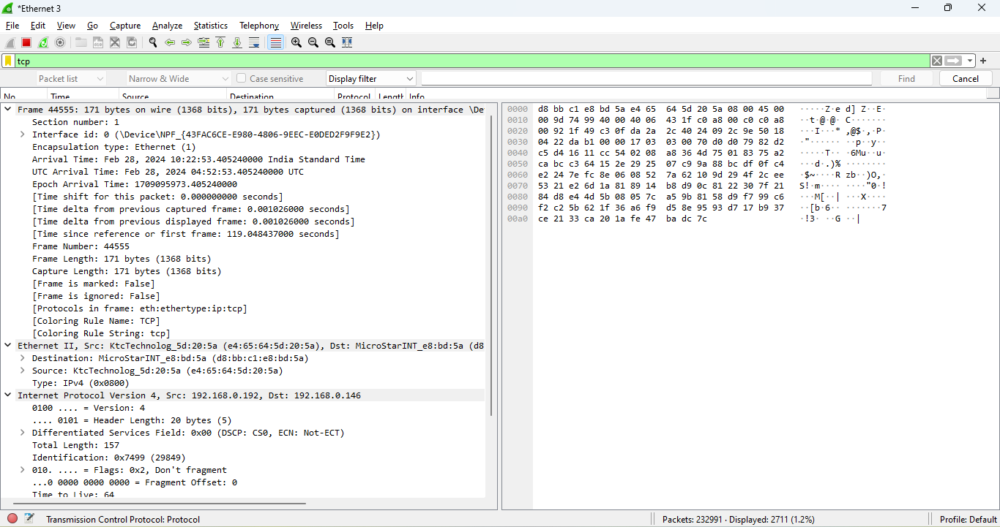 *Ethernet 3
File Edit View Go Capture Analyze Statistics Telephony Wireless Tools Help
tcp
Packet list Narrow & Wide Case sensitive Display filter Find Cancel
No. Time Source Destination Protocol Length Info
Frame 44555: 171 bytes on wire (1368 bits), 171 bytes captured (1368 bits) on interface \De
Section number: 1
Interface id: 0 (\Device\NPF_{43FAC6CE-E980-4806-9EEC-E0DED2F9F9E2})
Encapsulation type: Ethernet (1)
Arrival Time: Feb 28, 2024 10:22:53.405240000 India Standard Time
UTC Arrival Time: Feb 28, 2024 04:52:53.405240000 UTC
Epoch Arrival Time: 1709095973.405240000
[Time shift for this packet: 0.000000000 seconds]
[Time delta from previous captured frame: 0.001026000 seconds]
[Time delta from previous displayed frame: 0.001026000 seconds]
[Time since reference or first frame: 119.048437000 seconds]
Frame Number: 44555
Frame Length: 171 bytes (1368 bits)
Capture Length: 171 bytes (1368 bits)
[Frame is marked: False]
[Frame is ignored: False]
[Protocols in frame: eth:ethertype:ip:tcp]
[Coloring Rule Name: TCP]
[Coloring Rule String: tcp]
Ethernet II, Src: KtcTechnolog_5d:20:5a (e4:65:64:5d:20:5a), Dst: MicroStarINT_e8:bd:5a (d8
Destination: MicroStarINT_e8:bd:5a (d8:bb:c1:e8:bd:5a)
Source: KtcTechnolog_5d:20:5a (e4:65:64:5d:20:5a)
Type: IPv4 (0x0800)
Internet Protocol Version 4, Src: 192.168.0.192, Dst: 192.168.0.146
0100 .... = Version: 4
.... 0101 = Header Length: 20 bytes (5)
Differentiated Services Field: 0x00 (DSCP: CS0, ECN: Not-ECT)
Total Length: 157
Identification: 0x7499 (29849)
010. .... = Flags: 0x2, Don't fragment
...0 0000 0000 0000 = Fragment Offset: 0
Time to Live: 64
0000 d8 bb c1 e8 bd 5a e4 65 64 5d 20 5a 08 00 45 00 ·····Z·e d] Z··E·
0010 00 9d 74 99 40 00 40 06 43 1f c0 a8 00 c0 c0 a8 ··t·@·@· C·······
0020 00 92 1f 49 c3 0f da 2a 2c 40 24 09 2c 9e 50 18 ···I···* ,@$·,·P·
0030 04 22 da b1 00 00 17 03 03 00 70 d0 d0 79 82 d2 ·"······ ··p··y··
0040 c5 d4 16 11 cc 54 02 08 a8 36 4d 75 01 83 75 a2 ·····T·· ·6Mu··u·
0050 ca bc c3 64 15 2e 29 25 07 c9 9a 88 bc df 0f c4 ···d·.)% ········
0060 e2 24 7e fc 8e 06 08 52 7a 62 10 9d 29 4f 2c ee ·$~····R zb··)O,·
0070 53 21 e2 6d 1a 81 89 14 b8 d9 0c 81 22 30 7f 21 S!·m···· ····"0·!
0080 84 d8 e4 4d 5b 08 05 7c a5 9b 81 58 d9 f7 99 c6 ···M[··| ···X····
0090 f2 c2 5b 62 1f 36 a6 f9 d5 8e 95 93 d7 17 b9 37 ··[b·6·· ·······7
00a0 ce 21 33 ca 20 1a fe 47 ba dc 7c ·!3· ··G ··|
Transmission Control Protocol: Protocol Packets: 232991 · Displayed: 2711 (1.2%) Profile: Default